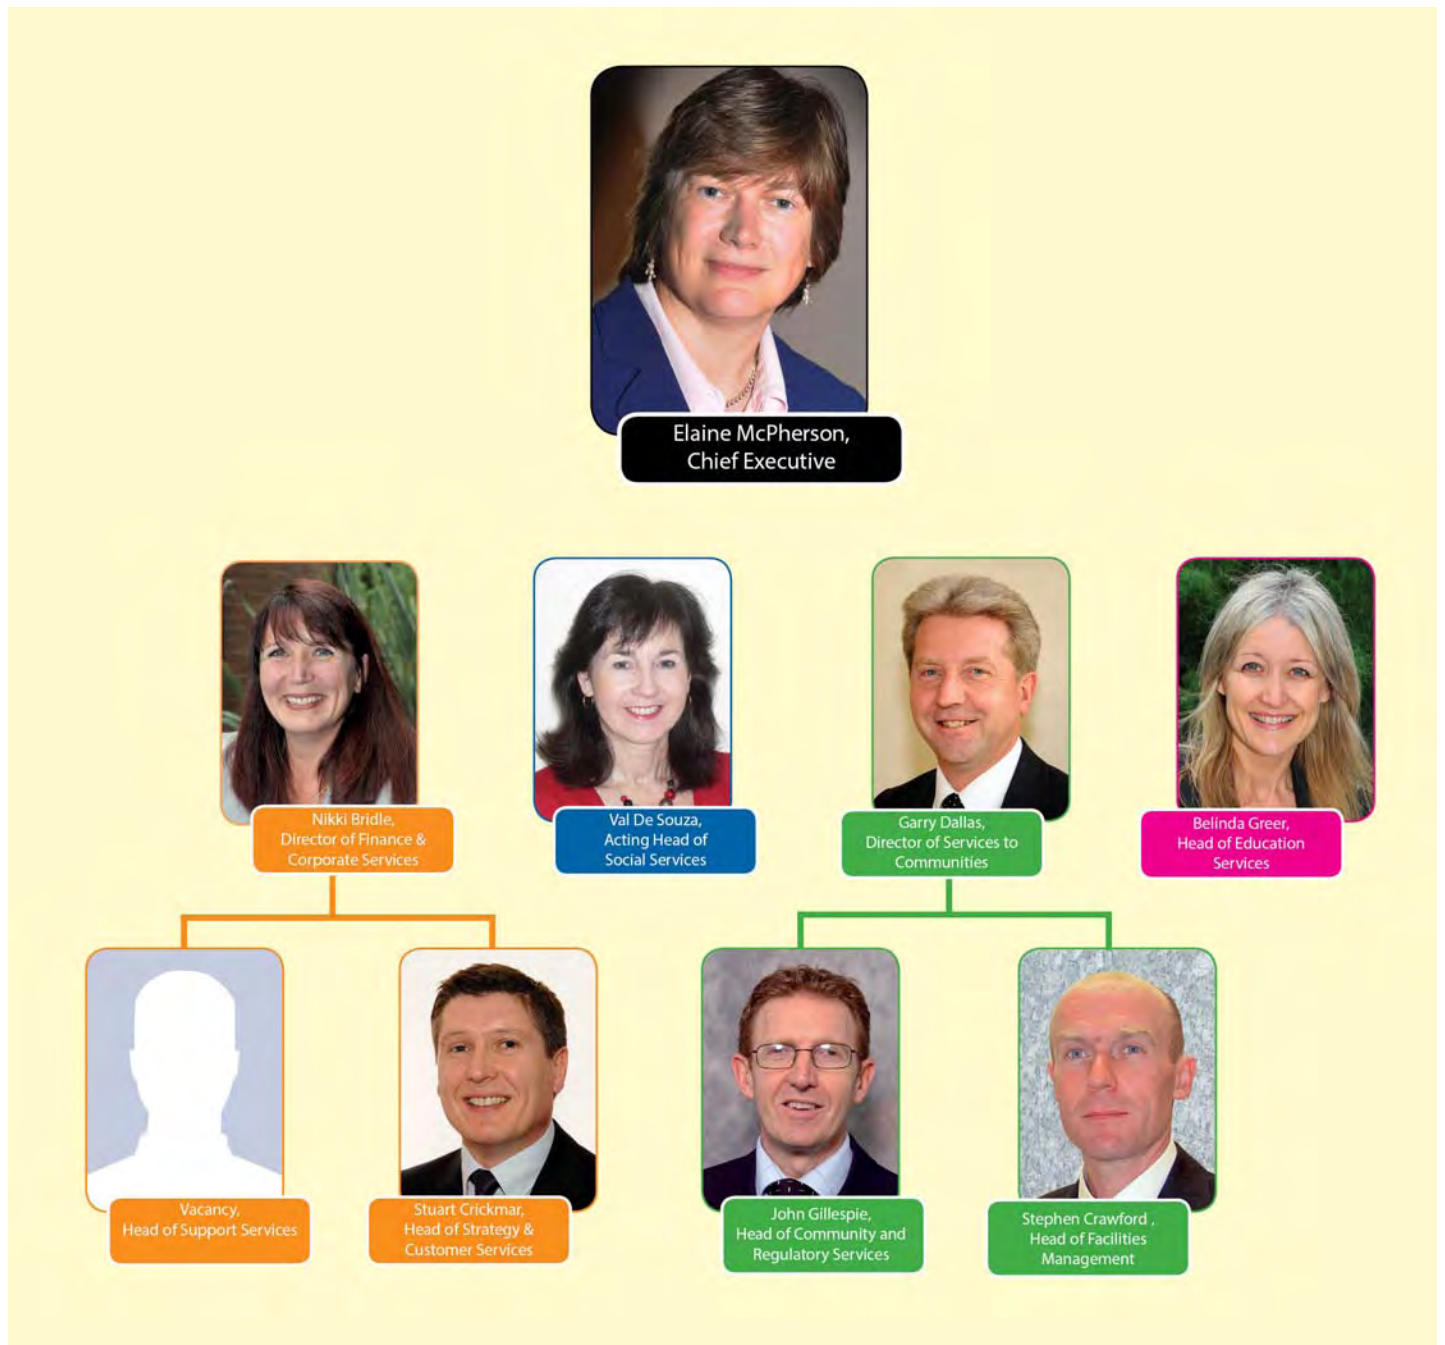 Elaine McPherson,
Chief Executive
Nikki Bridle,
Director of Finance &
Corporate Services
Val De Souza,
Acting Head of
Social Services
Garry Dallas,
Director of Services to
Communities
Belinda Greer,
Head of Education
Services
Vacancy,
Head of Support Services
Stuart Crickmar,
Head of Strategy &
Customer Services
John Gillespie,
Head of Community and
Regulatory Services
Stephen Crawford ,
Head of Facilities
Management